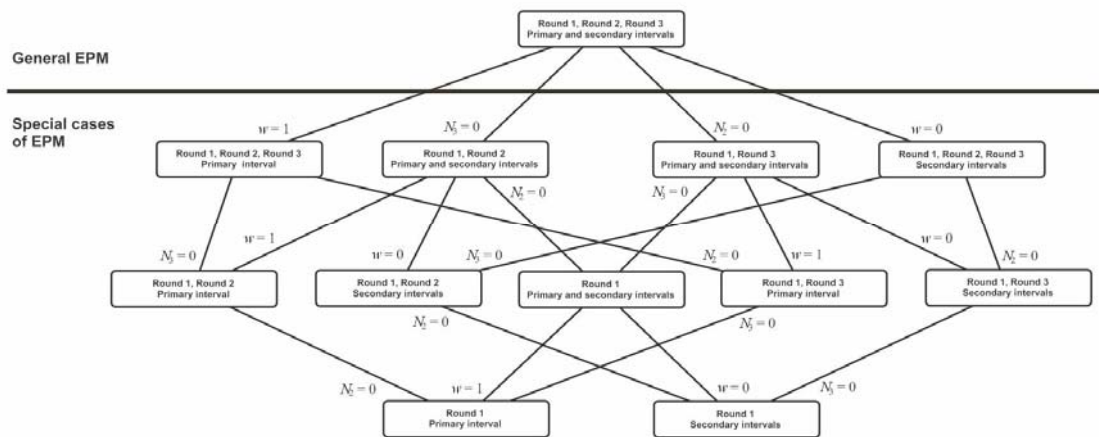 Round 1, Round 2, Round 3
Primary and secondary intervals
General EPM
Special cases
of EPM
w = 1
N3 = 0
N2 = 0
w = 0
Round 1, Round 2, Round 3
Primary interval
Round 1, Round 2
Primary and secondary intervals
Round 1, Round 3
Primary and secondary intervals
Round 1, Round 2, Round 3
Secondary intervals
N2 = 0
N3 = 0
N3 = 0
w = 1
w = 0
N3 = 0
N2 = 0
w = 1
w = 0
N2 = 0
Round 1, Round 2
Primary interval
Round 1, Round 2
Secondary intervals
Round 1
Primary and secondary intervals
Round 1, Round 3
Primary interval
Round 1, Round 3
Secondary intervals
N2 = 0
N3 = 0
N2 = 0
w = 1
w = 0
N3 = 0
Round 1
Primary interval
Round 1
Secondary intervals